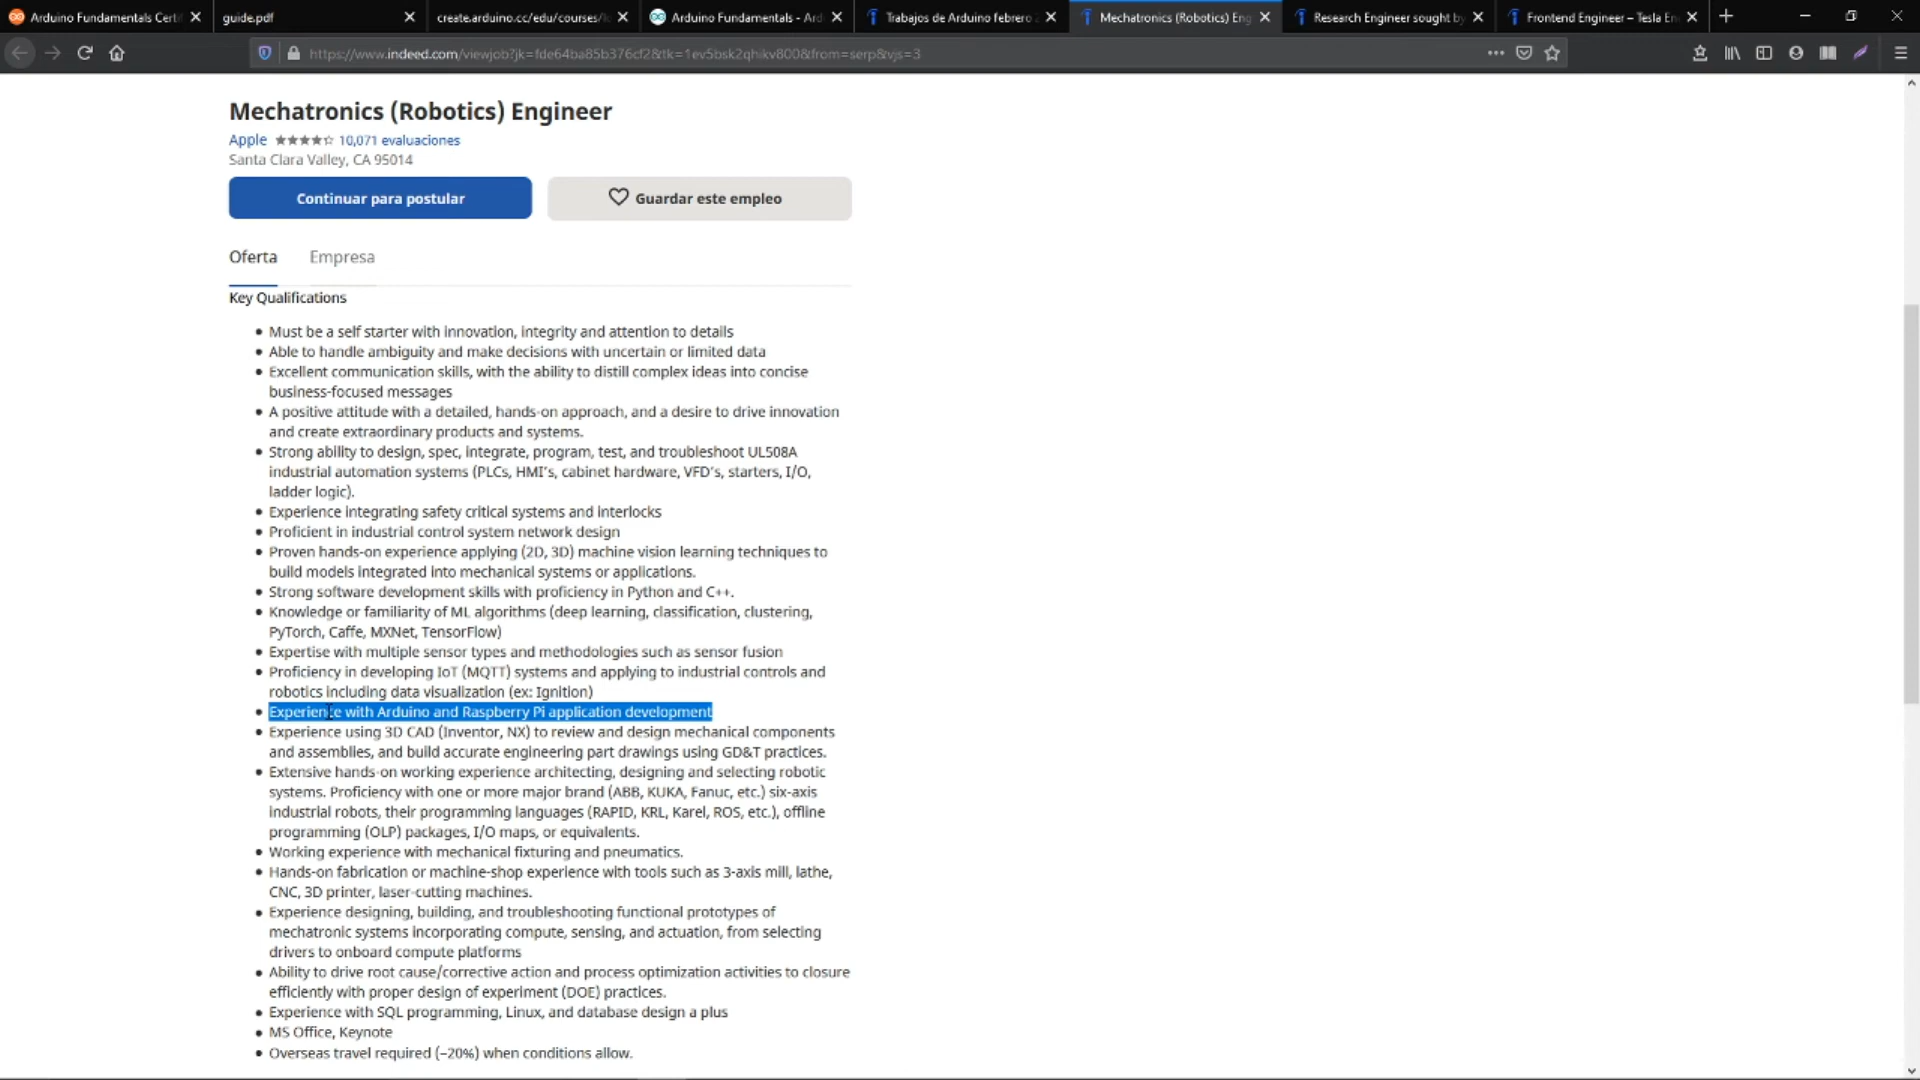 Arduino Fundamentals Certi
guide.pdf
create.arduino.cc/edu/courses/
Arduino Fundamentals - Ard
Trabajos de Arduino febrero
Mechatronics (Robotics) Eng
Research Engineer sought by
Frontend Engineer – Tesla En
https://www.indeed.com/viewjob?jk=fde64ba85b376cf2&tk=1ev5bsk2qhikv800&from=serp&vjs=3
Mechatronics (Robotics) Engineer
Apple 10,071 evaluaciones
Santa Clara Valley, CA 95014
Continuar para postular
Guardar este empleo
Oferta Empresa
Key Qualifications
Must be a self starter with innovation, integrity and attention to details
Able to handle ambiguity and make decisions with uncertain or limited data
Excellent communication skills, with the ability to distill complex ideas into concise
business-focused messages
A positive attitude with a detailed, hands-on approach, and a desire to drive innovation
and create extraordinary products and systems.
Strong ability to design, spec, integrate, program, test, and troubleshoot UL508A
industrial automation systems (PLCs, HMI's, cabinet hardware, VFD's, starters, I/O,
ladder logic).
Experience integrating safety critical systems and interlocks
Proficient in industrial control system network design
Proven hands-on experience applying (2D, 3D) machine vision learning techniques to
build models integrated into mechanical systems or applications.
Strong software development skills with proficiency in Python and C++.
Knowledge or familiarity of ML algorithms (deep learning, classification, clustering,
PyTorch, Caffe, MXNet, TensorFlow)
Expertise with multiple sensor types and methodologies such as sensor fusion
Proficiency in developing IoT (MQTT) systems and applying to industrial controls and
robotics including data visualization (ex: Ignition)
Experience with Arduino and Raspberry Pi application development
Experience using 3D CAD (Inventor, NX) to review and design mechanical components
and assemblies, and build accurate engineering part drawings using GD&T practices.
Extensive hands-on working experience architecting, designing and selecting robotic
systems. Proficiency with one or more major brand (ABB, KUKA, Fanuc, etc.) six-axis
industrial robots, their programming languages (RAPID, KRL, Karel, ROS, etc.), offline
programming (OLP) packages, I/O maps, or equivalents.
Working experience with mechanical fixturing and pneumatics.
Hands-on fabrication or machine-shop experience with tools such as 3-axis mill, lathe,
CNC, 3D printer, laser-cutting machines.
Experience designing, building, and troubleshooting functional prototypes of
mechatronic systems incorporating compute, sensing, and actuation, from selecting
drivers to onboard compute platforms
Ability to drive root cause/corrective action and process optimization activities to closure
efficiently with proper design of experiment (DOE) practices.
Experience with SQL programming, Linux, and database design a plus
MS Office, Keynote
Overseas travel required (~20%) when conditions allow.